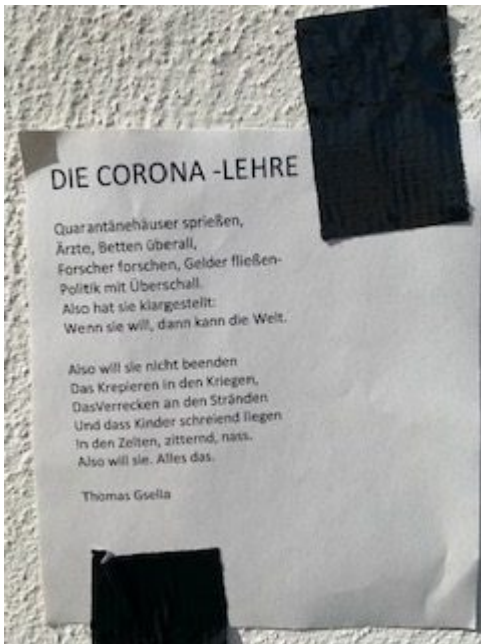 DIE CORONA -LEHRE
Quarantänehäuser sprießen,
Ärzte, Betten überall,
Forscher forschen, Gelder fließen-
Politik mit Überschall.
Also hat sie klargestellt:
Wenn sie will, dann kann die Welt.
Also will sie nicht beenden
Das Krepieren in den Kriegen,
DasVerrecken an den Stränden
Und dass Kinder schreiend liegen
In den Zelten, zitternd, nass.
Also will sie. Alles das.
Thomas Gsella